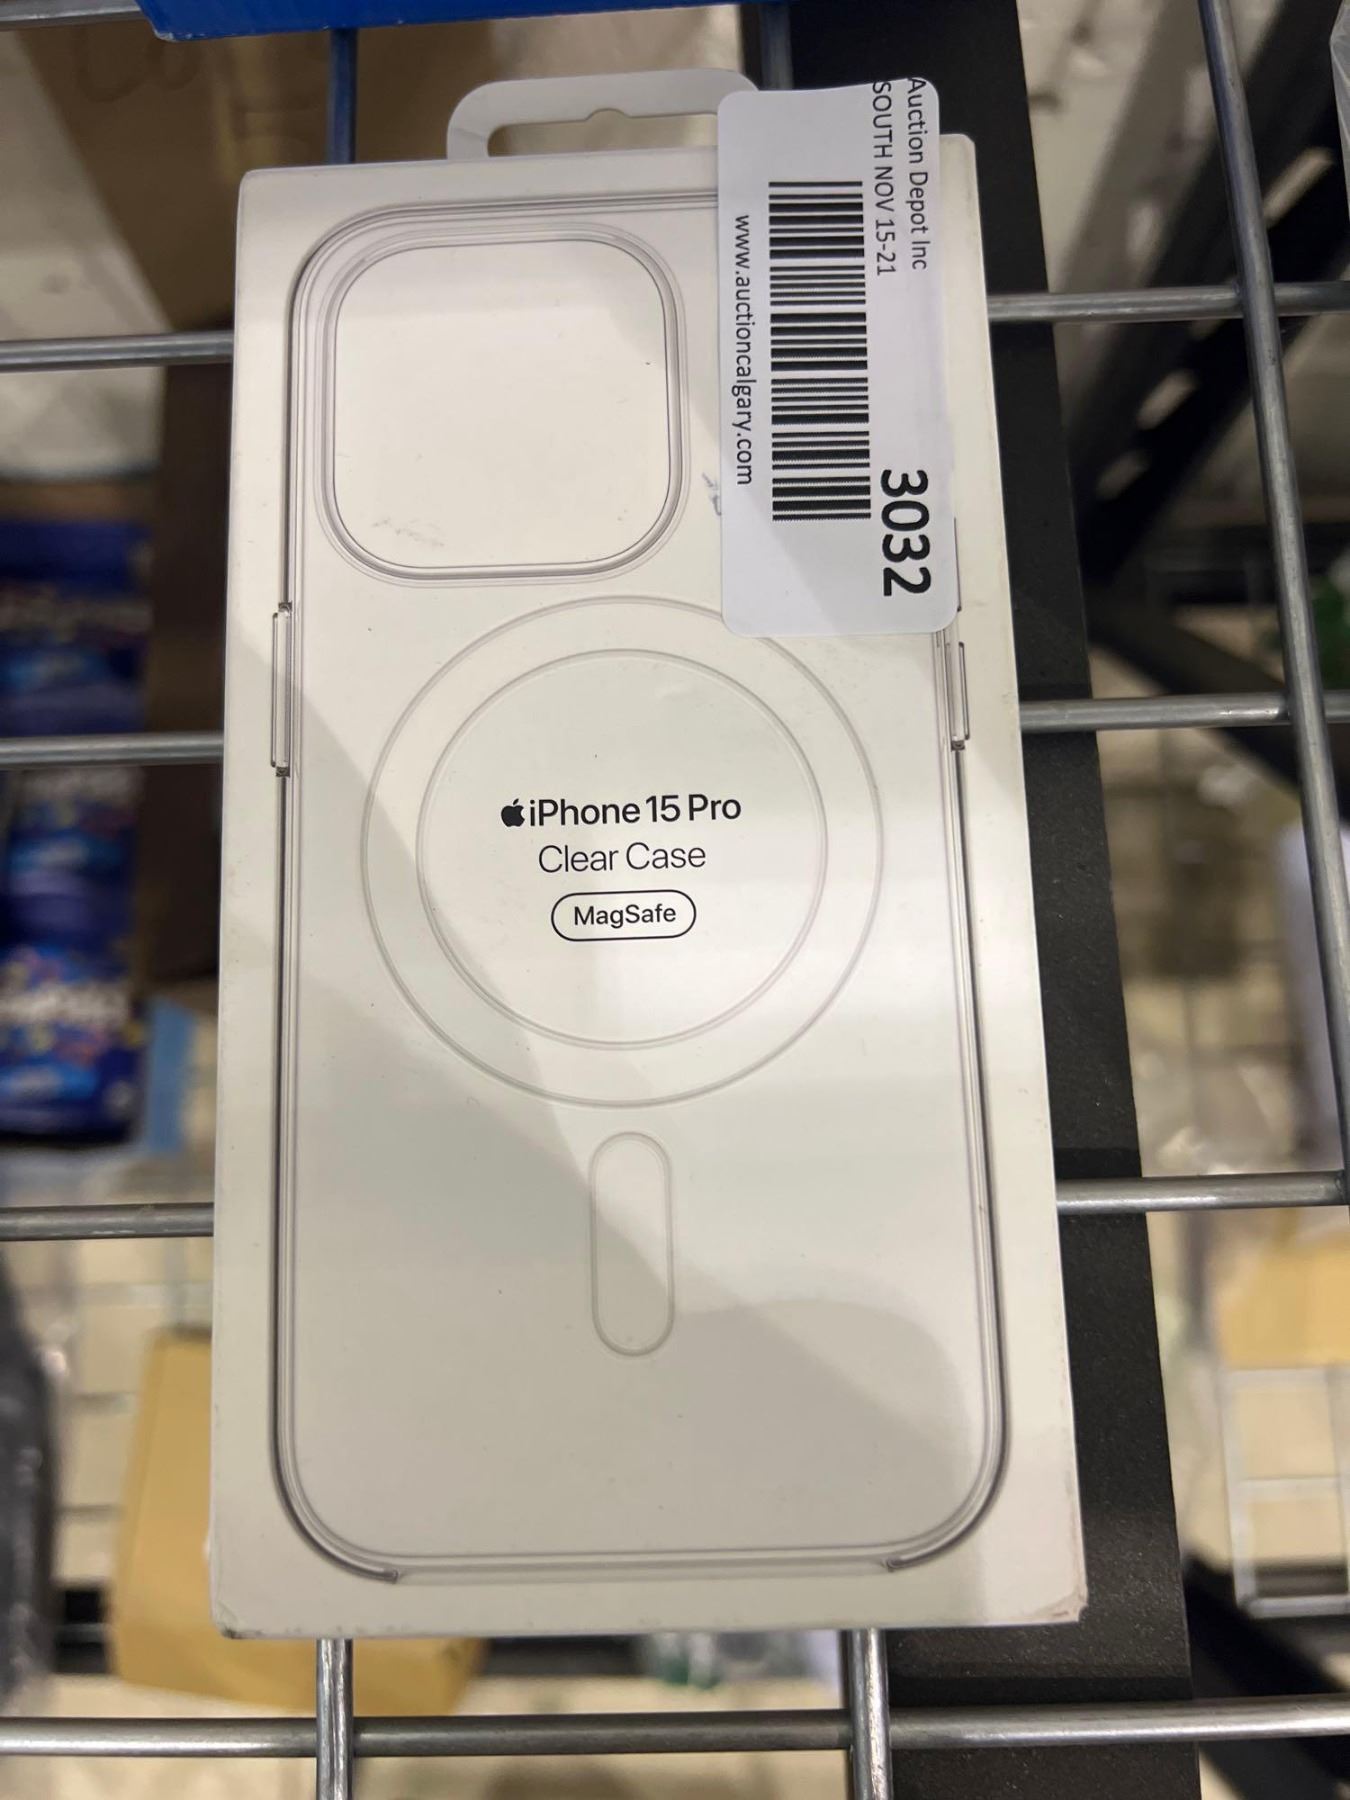 Auction Depot Inc
SOUTH NOV 15-21
3032
www.auctioncalgary.com
iPhone 15 Pro
Clear Case
MagSafe